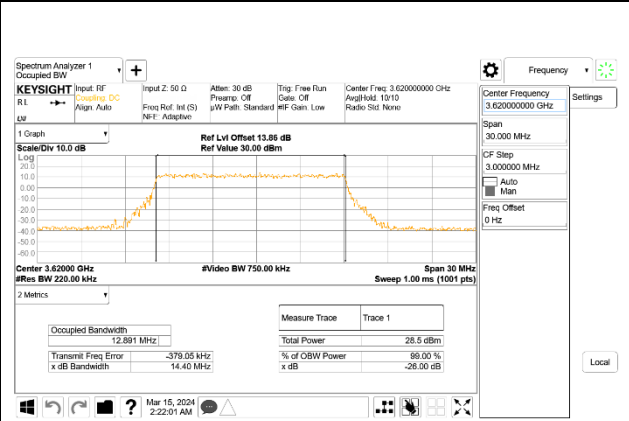 Spectrum Analyzer 1
Occupied BW
Frequency
KEYSIGHT
Input: RF
Coupling: DC
Align: Auto
Input Z: 50 Ω
Freq Ref: Int (S)
NFE: Adaptive
Atten: 30 dB
Preamp: Off
µW Path: Standard
Trig: Free Run
Gate: Off
#IF Gain: Low
Center Freq: 3.620000000 GHz
Avg|Hold: 10/10
Radio Std: None
Center Frequency
3.620000000 GHz
Settings
Span
30.000 MHz
CF Step
3.000000 MHz
Auto
Man
Freq Offset
0 Hz
1 Graph
Scale/Div 10.0 dB
Ref Lvl Offset 13.86 dB
Ref Value 30.00 dBm
Log
20.0
10.0
0.00
-10.0
-20.0
-30.0
-40.0
-50.0
-60.0
Center 3.62000 GHz
#Res BW 220.00 kHz
#Video BW 750.00 kHz
Span 30 MHz
Sweep 1.00 ms (1001 pts)
2 Metrics
Occupied Bandwidth
12.891 MHz
Transmit Freq Error -379.05 kHz
x dB Bandwidth 14.40 MHz
Measure Trace Trace 1
Total Power 28.5 dBm
% of OBW Power 99.00 %
x dB -26.00 dB
Local
Mar 15, 2024
2:22:01 AM